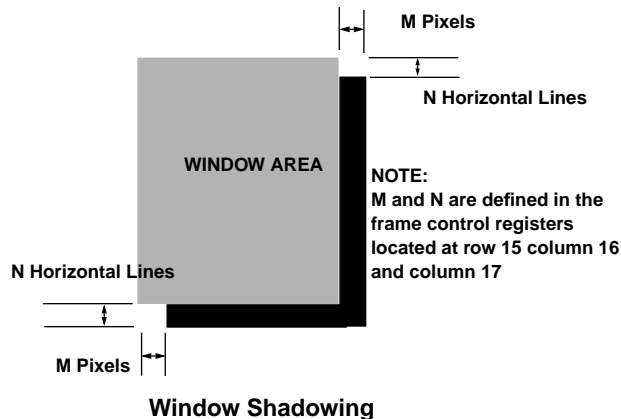 M Pixels
N Horizontal Lines
WINDOW AREA
NOTE:
M and N are defined in the
frame control registers
located at row 15 column 16
and column 17
N Horizontal Lines
M Pixels
Window Shadowing